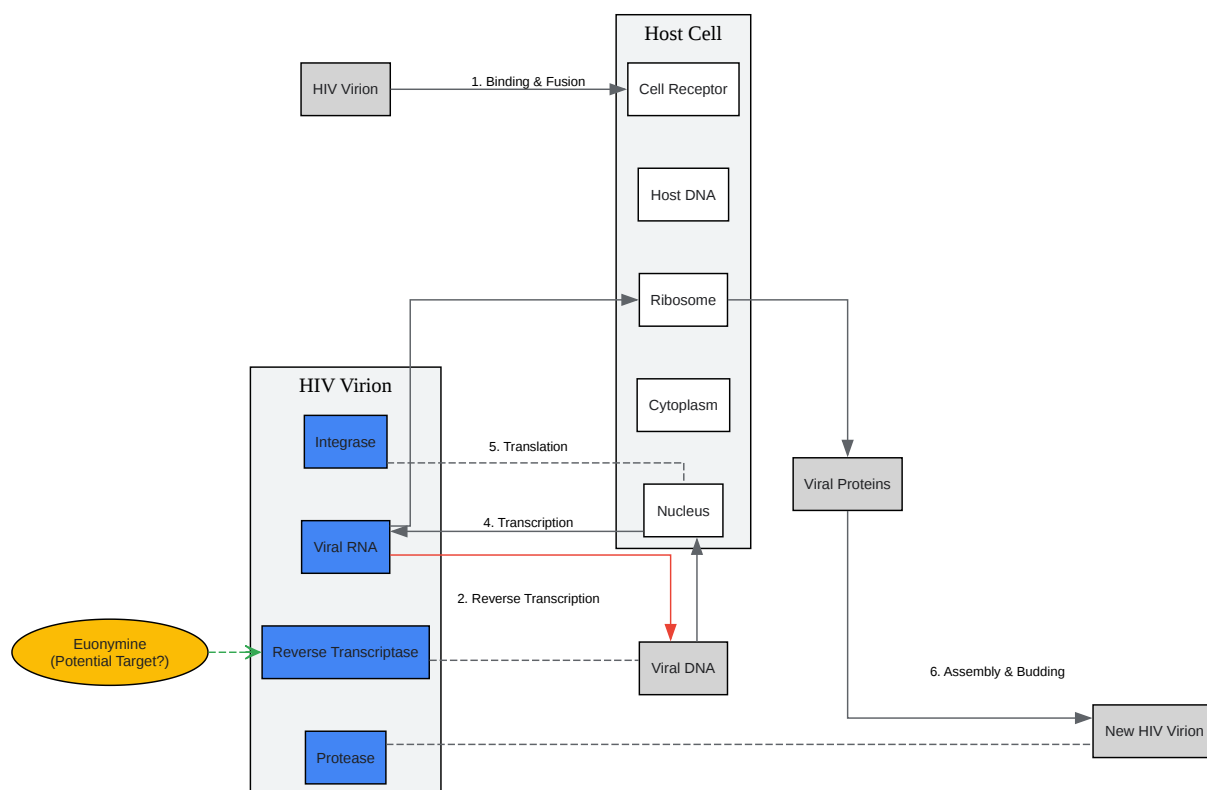 Host Cell
HIV Virion
1. Binding & Fusion
Cell Receptor
Host DNA
Ribosome
HIV Virion
Cytoplasm
Integrase
5. Translation
Viral Proteins
Nucleus
4. Transcription
Viral RNA
2. Reverse Transcription
Euonymine
(Potential Target?)
Reverse Transcriptase
Viral DNA
6. Assembly & Budding
New HIV Virion
Protease